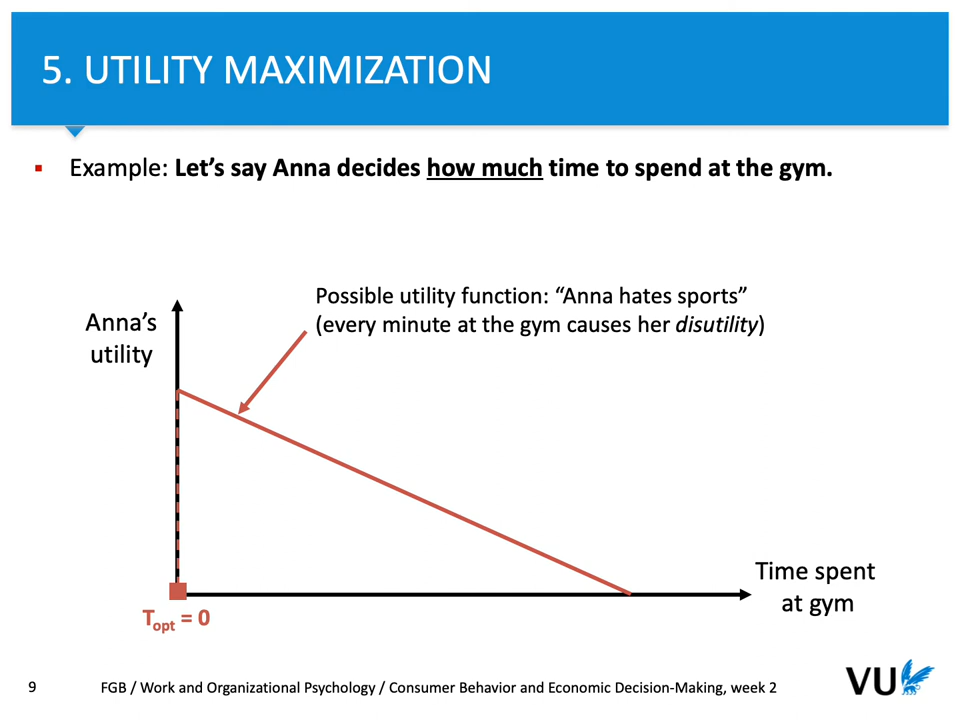 5. UTILITY MAXIMIZATION
Example: Let's say Anna decides how much time to spend at the gym.
Possible utility function: “Anna hates sports”
(every minute at the gym causes her disutility)
Anna's
utility
Time spent
at gym
Topt = 0
9
FGB / Work and Organizational Psychology / Consumer Behavior and Economic Decision-Making, week 2
VU